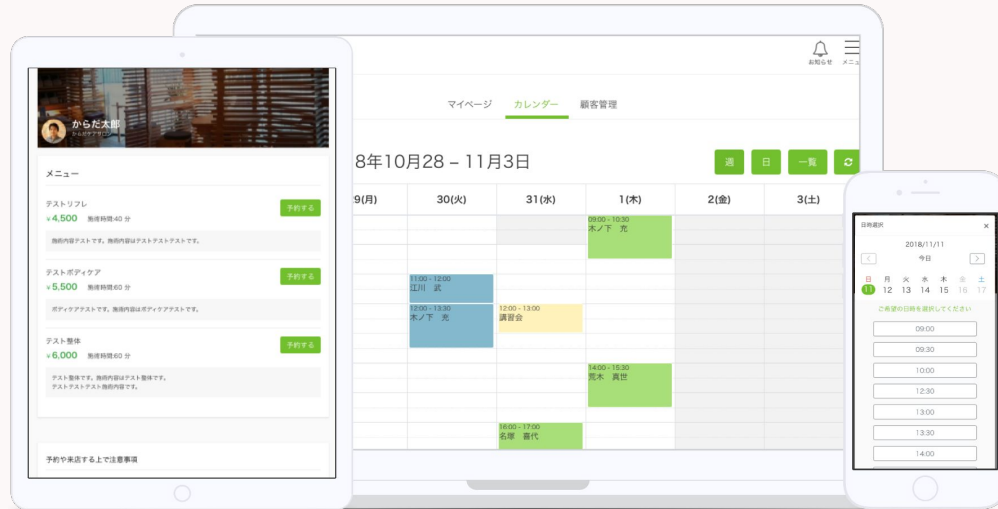 からだ太郎
からだケアサロン
メニュー
テストリフレ
¥4,500 施術時間:40 分
予約する
施術内容テストです。施術内容はテストテストテストです。
テストボディケア
¥5,500 施術時間:60 分
予約する
ボディケアテストです。施術内容はボディケアテストです。
テスト整体
¥6,000 施術時間:60 分
予約する
テスト整体です。施術内容はテスト整体です。
テストテストテスト施術内容です。
予約や来店する上で注意事項
お知らせ
メニュ
マイページ カレンダー 顧客管理
8年10月28 – 11月3日
週 日 一覧
9(月) 30(火) 31(水) 1(木) 2(金) 3(土)
09:00 - 10:30
木ノ下 充
11:00 - 12:00
江川 武
12:00 - 13:30
木ノ下 充
12:00 - 13:00
講習会
14:00 - 15:30
荒木 真世
16:00 - 17:00
名塚 喜代
日時選択 ×
2018/11/11
< 今日 >
日 月 火 水 木 金 土
11 12 13 14 15 16 17
ご希望の日時を選択してください
09:00
09:30
10:00
12:30
13:00
13:30
14:00